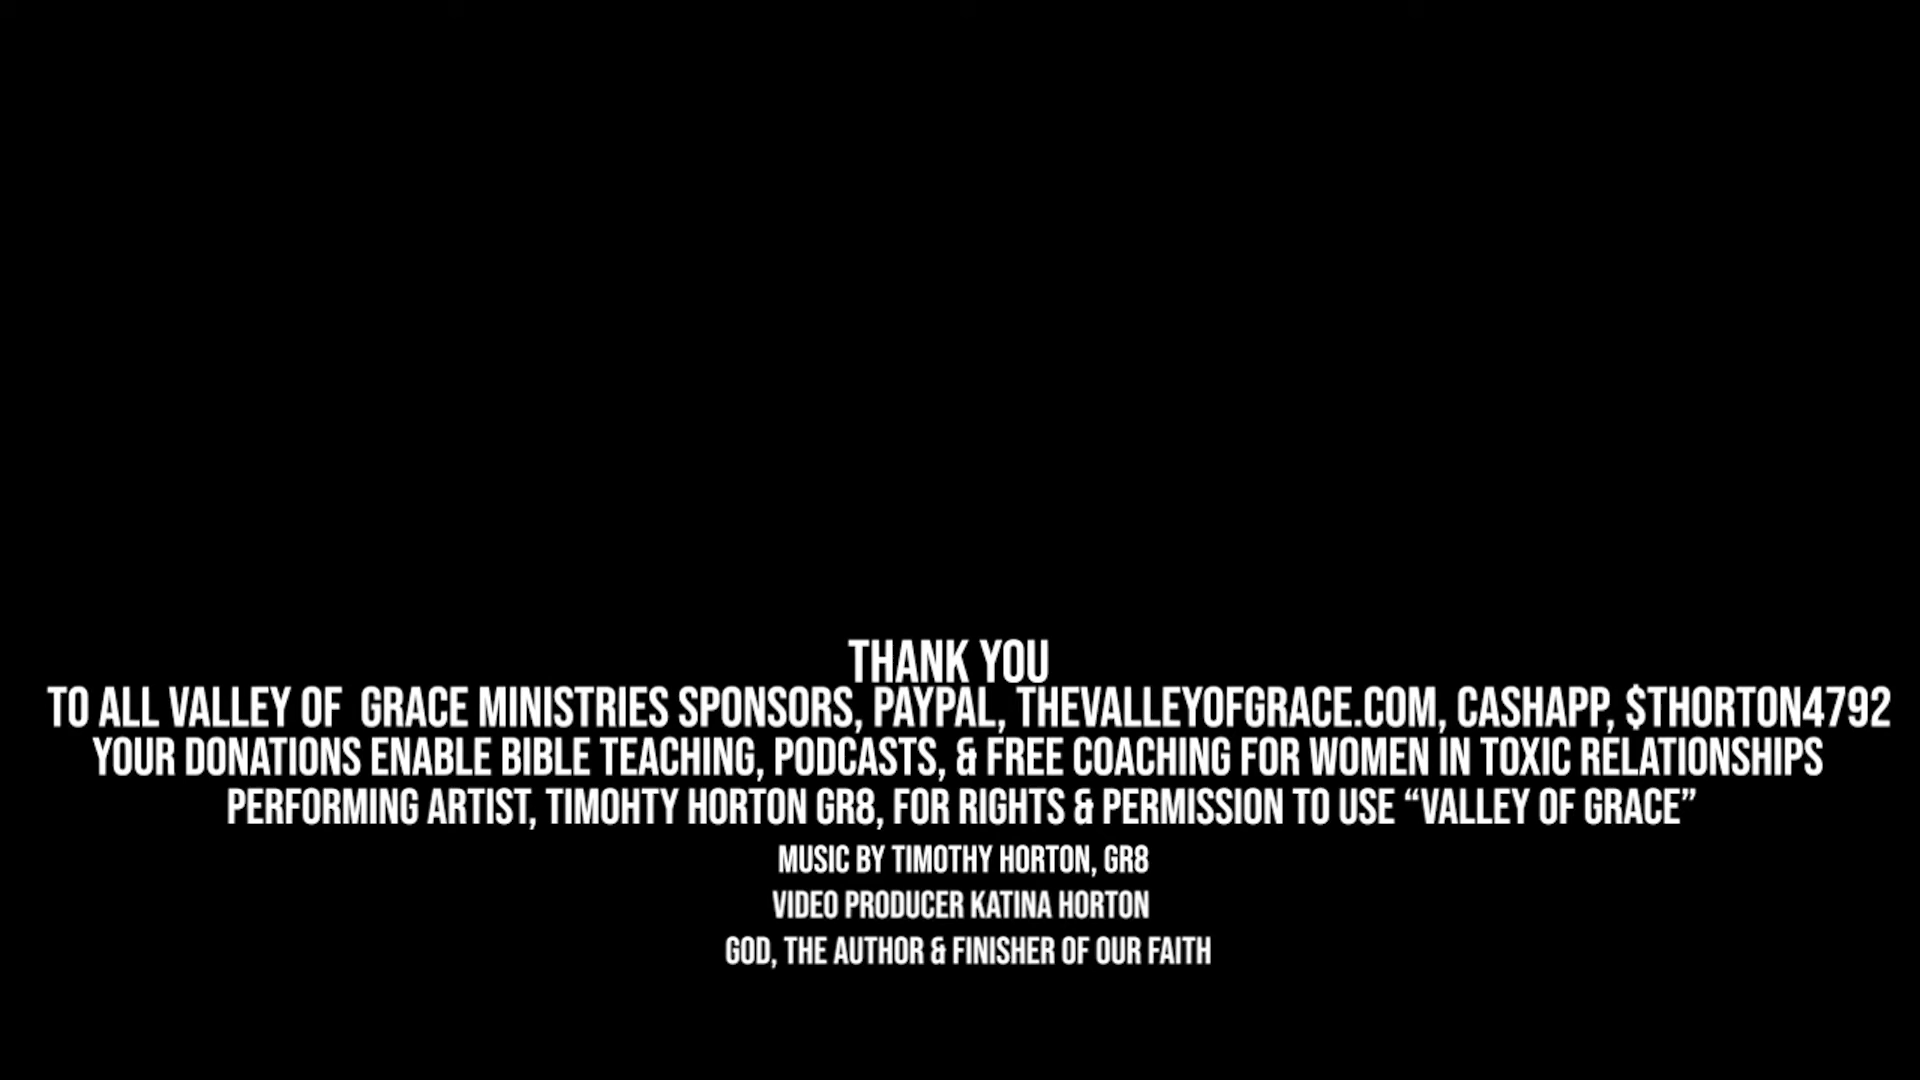 THANK YOU
TO ALL VALLEY OF GRACE MINISTRIES SPONSORS, PAYPAL, THEVALLEYOFGRACE.COM, CASHAPP, $THORTON4792
YOUR DONATIONS ENABLE BIBLE TEACHING, PODCASTS, & FREE COACHING FOR WOMEN IN TOXIC RELATIONSHIPS
PERFORMING ARTIST, TIMOHTY HORTON GR8, FOR RIGHTS & PERMISSION TO USE “VALLEY OF GRACE”
MUSIC BY TIMOTHY HORTON, GR8
VIDEO PRODUCER KATINA HORTON
GOD, THE AUTHOR & FINISHER OF OUR FAITH